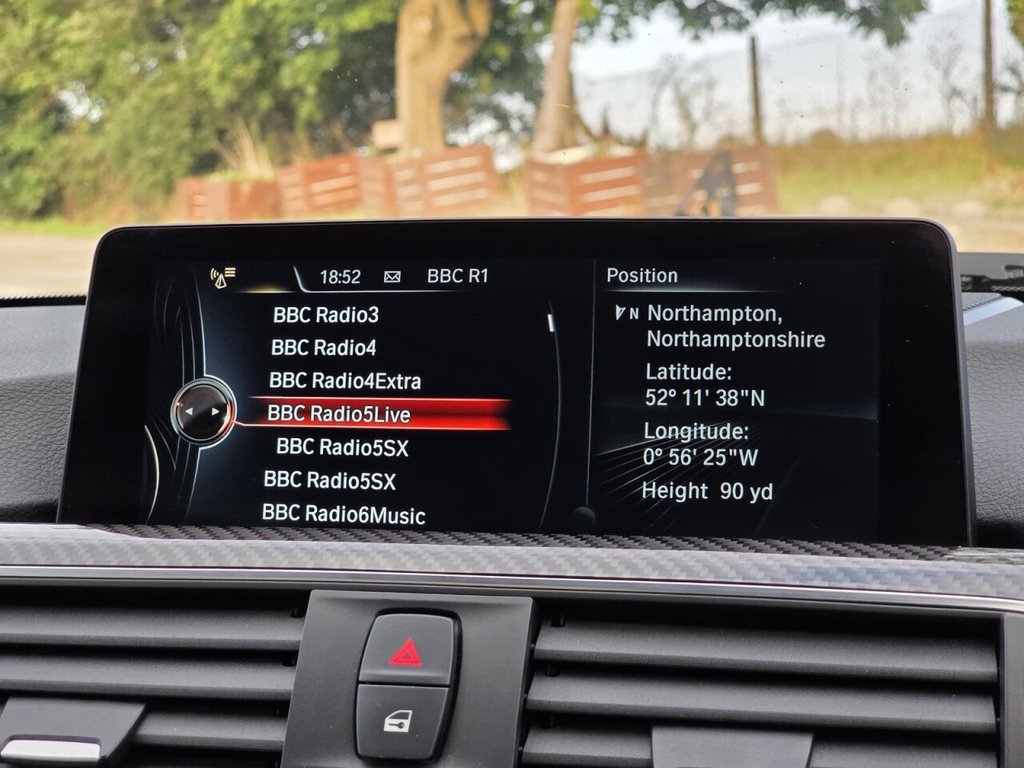 18:52 BBC R1
BBC Radio3
BBC Radio4
BBC Radio4Extra
BBC Radio5Live
BBC Radio5SX
BBC Radio5SX
BBC Radio6Music
Position
N Northampton,
Northamptonshire
Latitude:
52° 11' 38"N
Longitude:
0° 56' 25"W
Height 90 yd